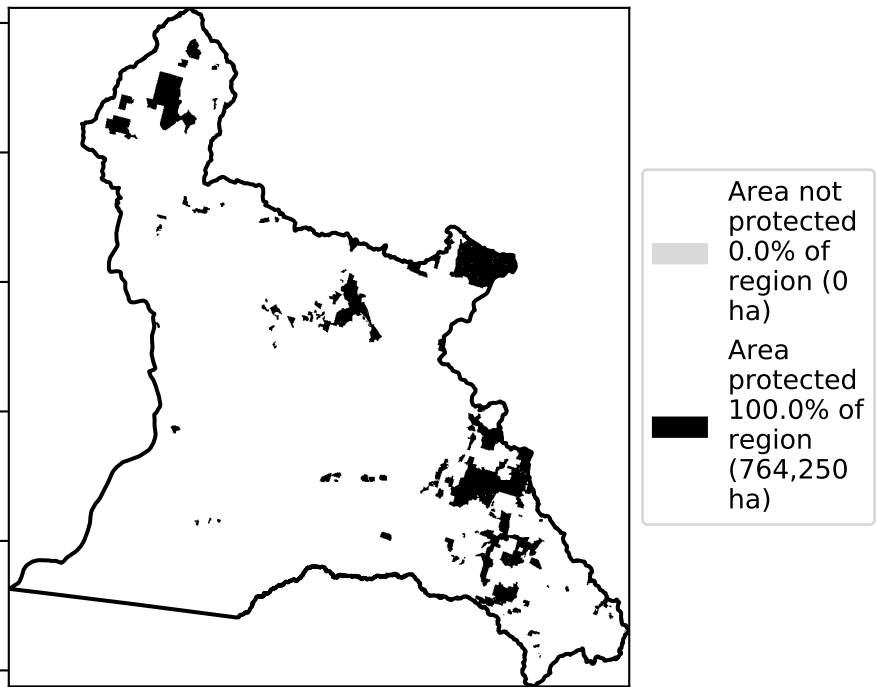 Area not
protected
0.0% of
region (0
ha)
Area
protected
100.0% of
region
(764,250
ha)